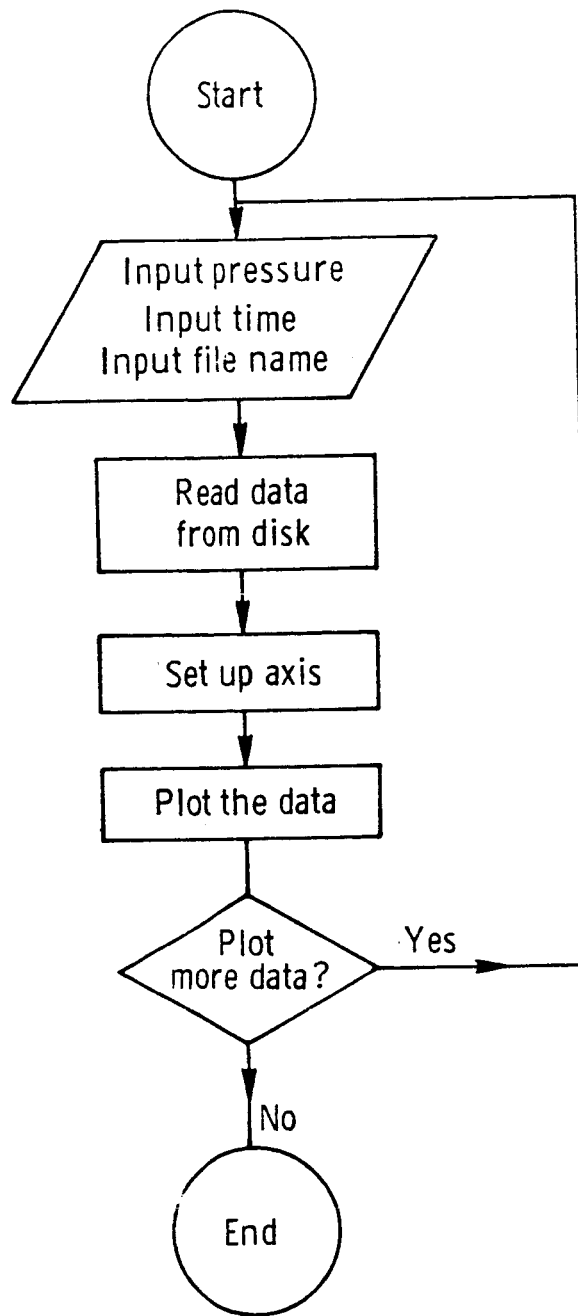 Start
Input pressure
Input time
Input file name
Read data
from disk
Set up axis
Plot the data
Plot
more data?
Yes
No
End